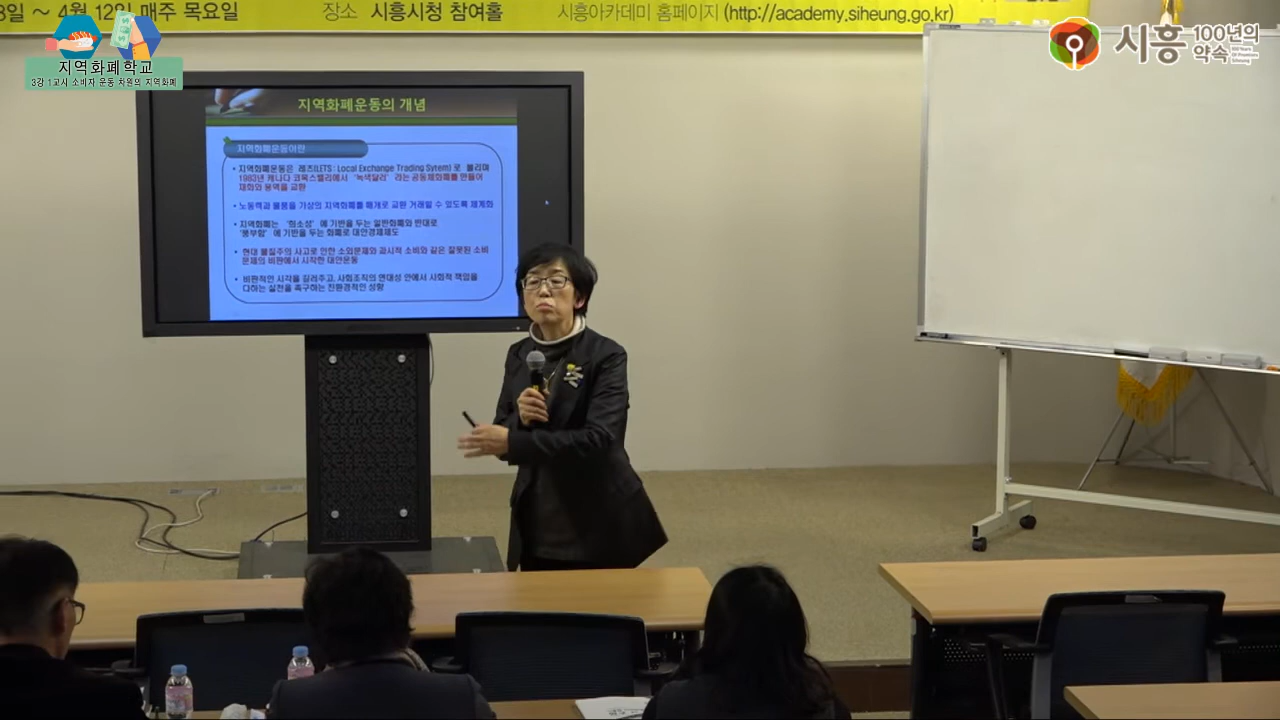 8일 ~ 4월 12일 매주 목요일 장소 시흥시청 참여홀 시흥아카데미 홈페이지 (http://academy.siheung.go.kr)
지역화폐학교
3강 1교시 소비자 운동 차원의 지역화폐
시흥 100년의 약속
지역화폐운동의 개념
지역화폐운동이란
• 지역화폐운동은 레츠(LETS : Local Exchange Trading Sytem) 로 불리며
1983년 캐나다 코목스밸리에서 '녹색달러' 라는 공동체화폐를 만들어
재화와 용역을 교환
• 노동력과 물품을 가상의 지역화폐를 매개로 교환 거래될 수 있도록 체계화
• 지역화폐는 '희소성' 에 기반을 두는 일반화폐와 반대로
'풍부함' 에 기반을 두는 화폐로 대안경제제도
• 현대 물질주의 사고로 인한 소외문제와 과시적 소비와 같은 잘못된 소비
문제의 비판에서 시작한 대안운동
• 비판적인 시각을 길러주고, 사회조직의 연대성 안에서 사회적 책임을
다하는 실천을 촉구하는 친환경적인 성향